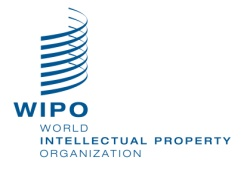 WIPO
WORLD
INTELLECTUAL PROPERTY
ORGANIZATION